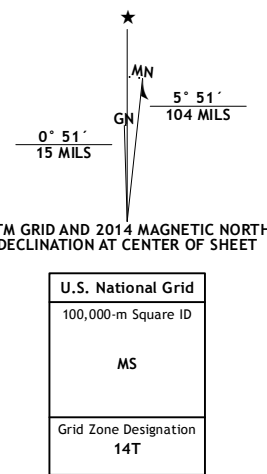 ★
MN
GN
5° 51´
104 MILS
0° 51´
15 MILS
TM GRID AND 2014 MAGNETIC NORTH
DECLINATION AT CENTER OF SHEET
U.S. National Grid
100,000-m Square ID
MS
Grid Zone Designation
14T